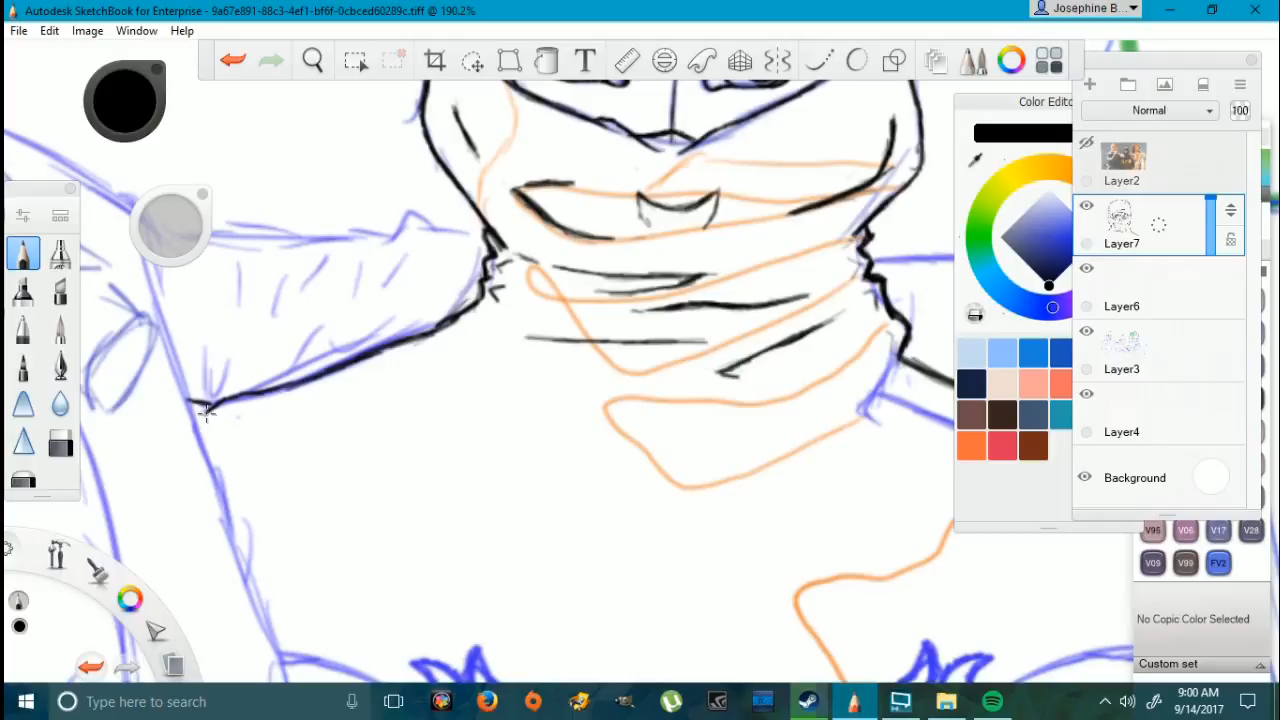 Autodesk SketchBook for Enterprise - 9a67e891-88c3-4ef1-bf6f-0cbced60289c.tiff @ 190.2%
Josephine B...
File Edit Image Window Help
T
Normal 100
Color Edito
Layer2
Layer7
Layer6
Layer3
Layer4
Background
V95 V06 V17 V28
V09 V99 FV2
No Copic Color Selected
Custom set
Type here to search
9:00 AM
9/14/2017